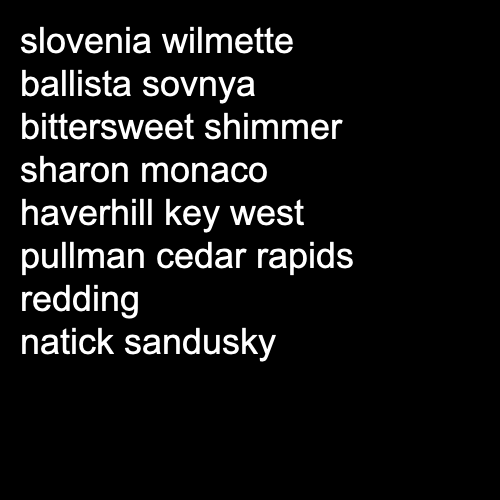 slovenia wilmette
ballista sovnya
bittersweet shimmer
sharon monaco
haverhill key west
pullman cedar rapids
redding
natick sandusky